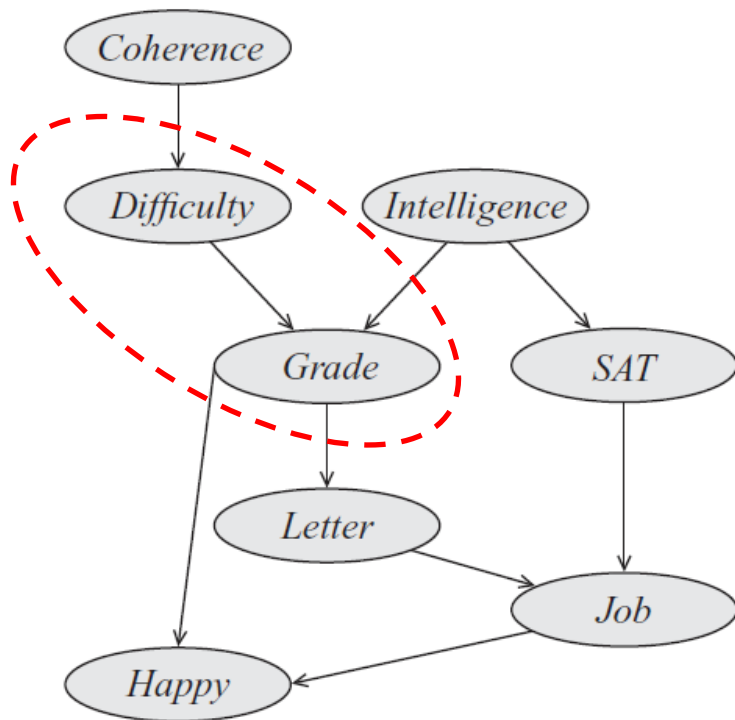 Coherence
Difficulty
Intelligence
Grade
SAT
Letter
Job
Happy